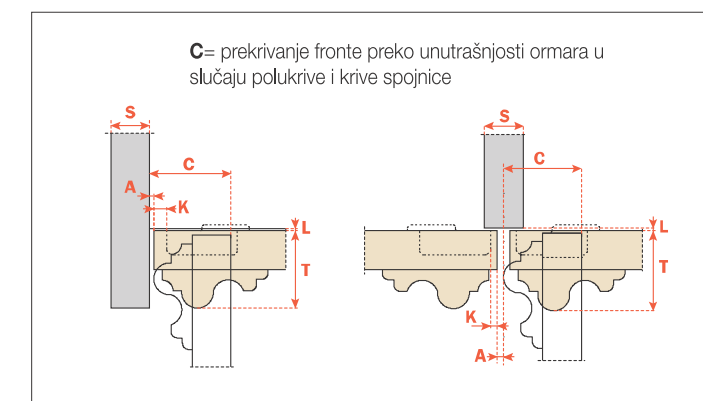 C= prekrivanje fronte preko unutrašnjosti ormara u
slučaju polukrive i krive spojnice
S
C
A
K
L
T
S
C
L
T
K
A